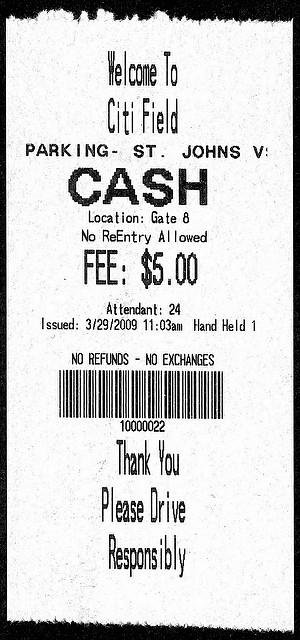 Welcome To
Citi Field
PARKING- ST. JOHNS V
CASH
Location: Gate 8
No ReEntry Allowed
FEE: $5.00
Attendant: 24
Issued: 3/29/2009 11:03am Hand Held 1
NO REFUNDS - NO EXCHANGES
10000022
Thank You
Please Drive
Responsibly